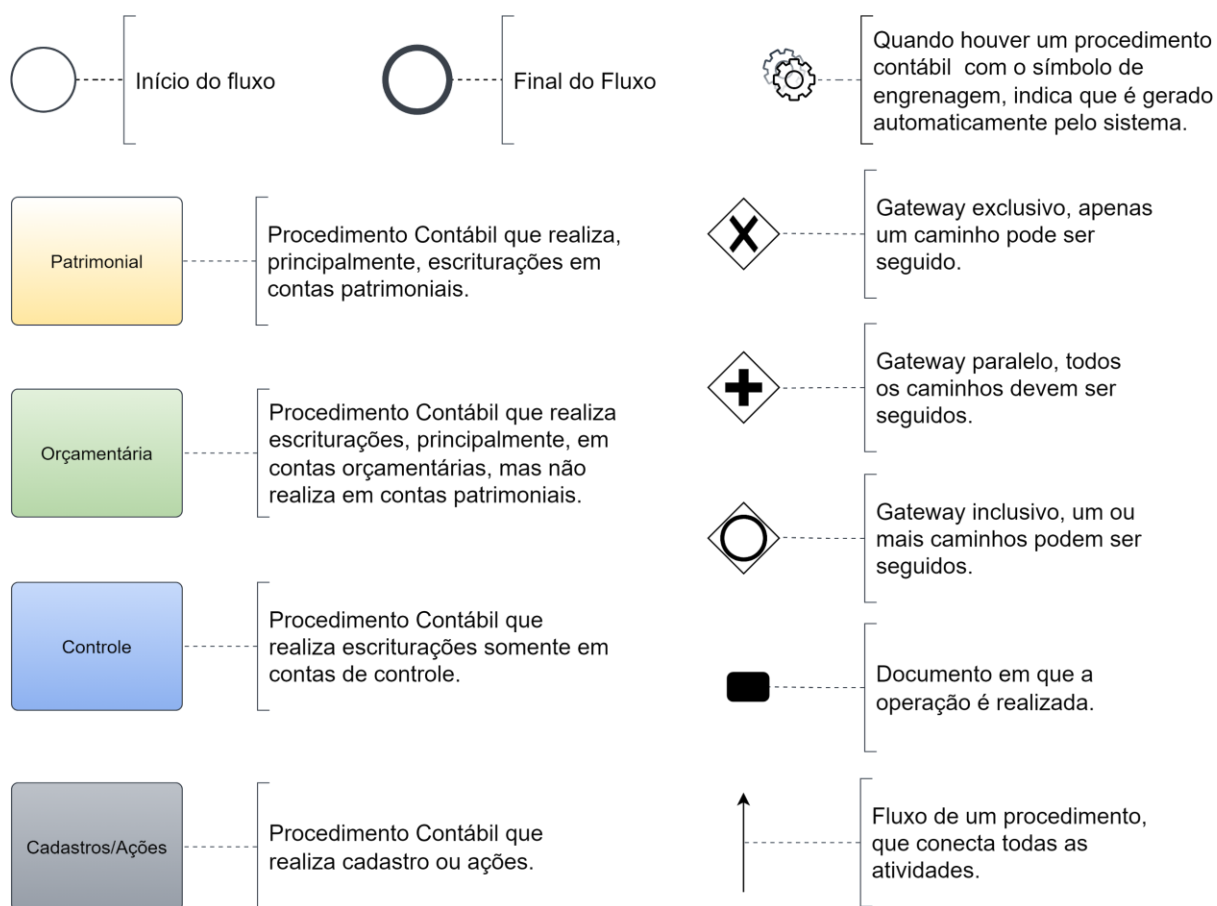 Início do fluxo
Final do Fluxo
Quando houver um procedimento
contábil com o símbolo de
engrenagem, indica que é gerado
automaticamente pelo sistema.
Patrimonial
Procedimento Contábil que realiza,
principalmente, escriturações em
contas patrimoniais.
Gateway exclusivo, apenas
um caminho pode ser
seguido.
Orçamentária
Procedimento Contábil que realiza
escriturações, principalmente, em
contas orçamentárias, mas não
realiza em contas patrimoniais.
Gateway paralelo, todos
os caminhos devem ser
seguidos.
Gateway inclusivo, um ou
mais caminhos podem ser
seguidos.
Controle
Procedimento Contábil que
realiza escriturações somente em
contas de controle.
Documento em que a
operação é realizada.
Cadastros/Ações
Procedimento Contábil que
realiza cadastro ou ações.
Fluxo de um procedimento,
que conecta todas as
atividades.